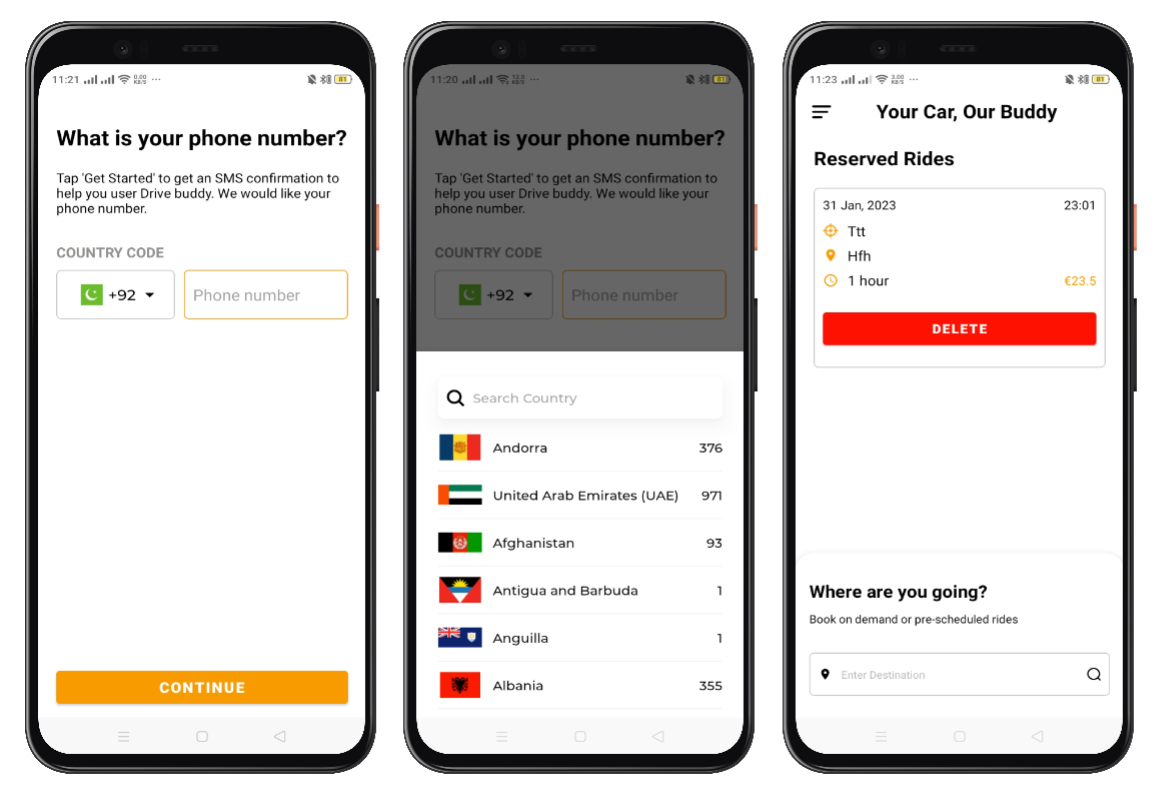 11:21
0.00
KB/S
···
81
What is your phone number?
Tap 'Get Started' to get an SMS confirmation to
help you user Drive buddy. We would like your
phone number.
COUNTRY CODE
+92
Phone number
CONTINUE
11:20
KB/S
···
81
What is your phone number?
Tap 'Get Started' to get an SMS confirmation to
help you user Drive buddy. We would like your
phone number.
COUNTRY CODE
+92
Phone number
Search Country
Andorra 376
United Arab Emirates (UAE) 971
Afghanistan 93
Antigua and Barbuda 1
Anguilla 1
Albania 355
11:23
3.00
KB/S
···
81
Your Car, Our Buddy
Reserved Rides
31 Jan, 2023 23:01
Ttt
Hfh
1 hour €23.5
DELETE
Where are you going?
Book on demand or pre-scheduled rides
Enter Destination